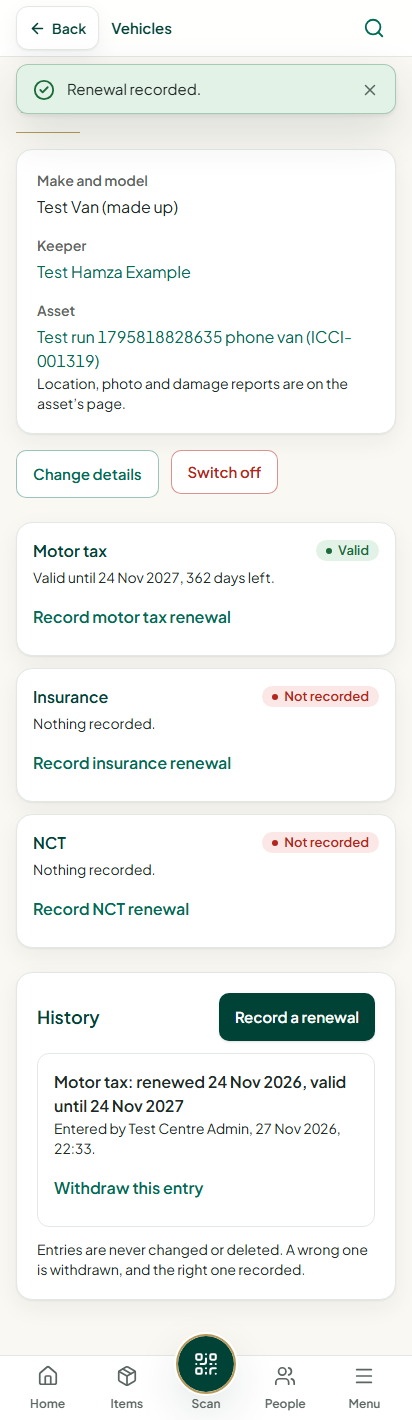 Back
Vehicles
Renewal recorded.
Make and model
Test Van (made up)
Keeper
Test Hamza Example
Asset
Test run 1795818828635 phone van (ICCI-
001319)
Location, photo and damage reports are on the
asset's page.
Change details
Switch off
Motor tax
Valid
Valid until 24 Nov 2027, 362 days left.
Record motor tax renewal
Insurance
Not recorded
Nothing recorded.
Record insurance renewal
NCT
Not recorded
Nothing recorded.
Record NCT renewal
History
Record a renewal
Motor tax: renewed 24 Nov 2026, valid
until 24 Nov 2027
Entered by Test Centre Admin, 27 Nov 2026,
22:33.
Withdraw this entry
Entries are never changed or deleted. A wrong one
is withdrawn, and the right one recorded.
Home
Items
Scan
People
Menu